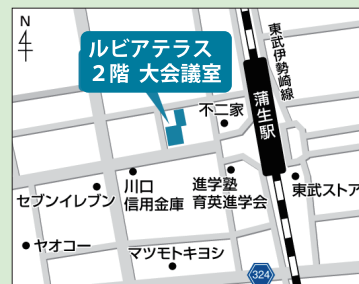 N
ルビアテラス
2階 大会議室
東武伊勢崎線
不二家
蒲生駅
川口
信用金庫
進学塾
育英進学会
東武ストア
セブンイレブン
ヤオコー
マツモトキヨシ
324